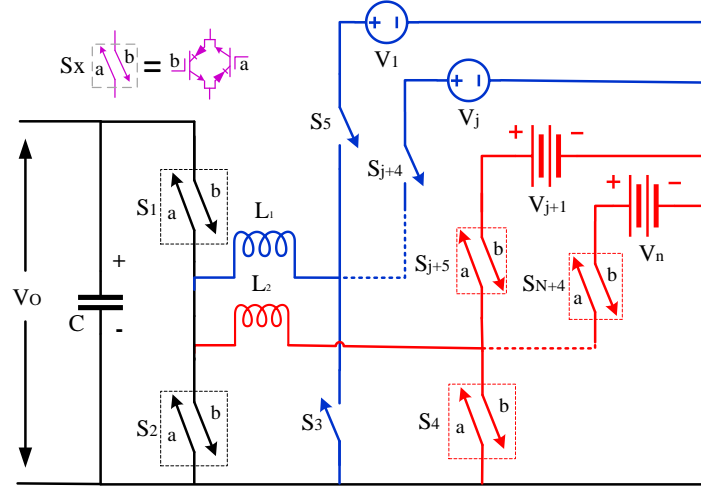 + -
V1
Sx a b = b a
+ -
Vj
S5
+ -
Sj+4
Vj+1
+ -
Vn
S1 a b
L1
Sj+5 a b
SN+4 a b
L2
+
VO
C
-
S2 a b
S3
S4 a b